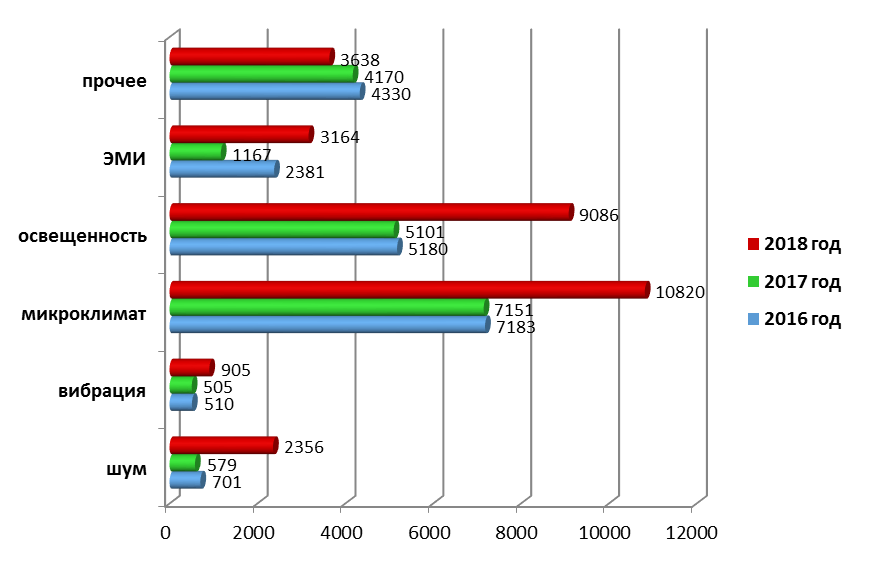 прочее
3638
4170
4330
ЭМИ
3164
1167
2381
освещенность
9086
5101
5180
микроклимат
10820
7151
7183
вибрация
905
505
510
шум
2356
579
701
0 2000 4000 6000 8000 10000 12000
2018 год
2017 год
2016 год